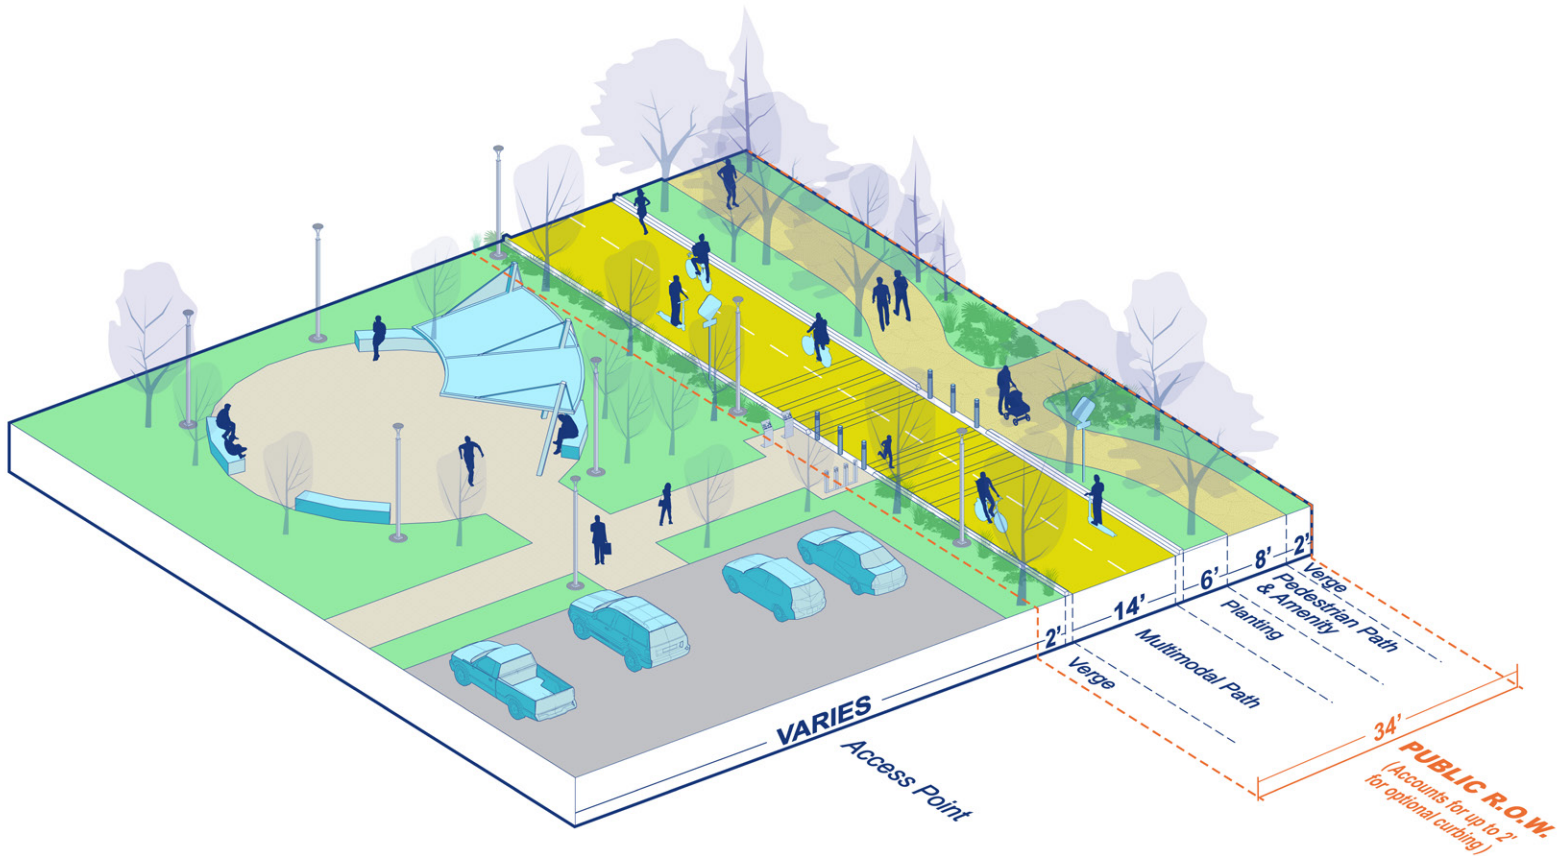 2’
14’
6’
8’
2’
Verge
Pedestrian Path
& Amenity
Planting
Multimodal Path
Verge
VARIES
Access Point
34’
PUBLIC R.O.W.
(Accounts for up to 2’
for optional curbing)